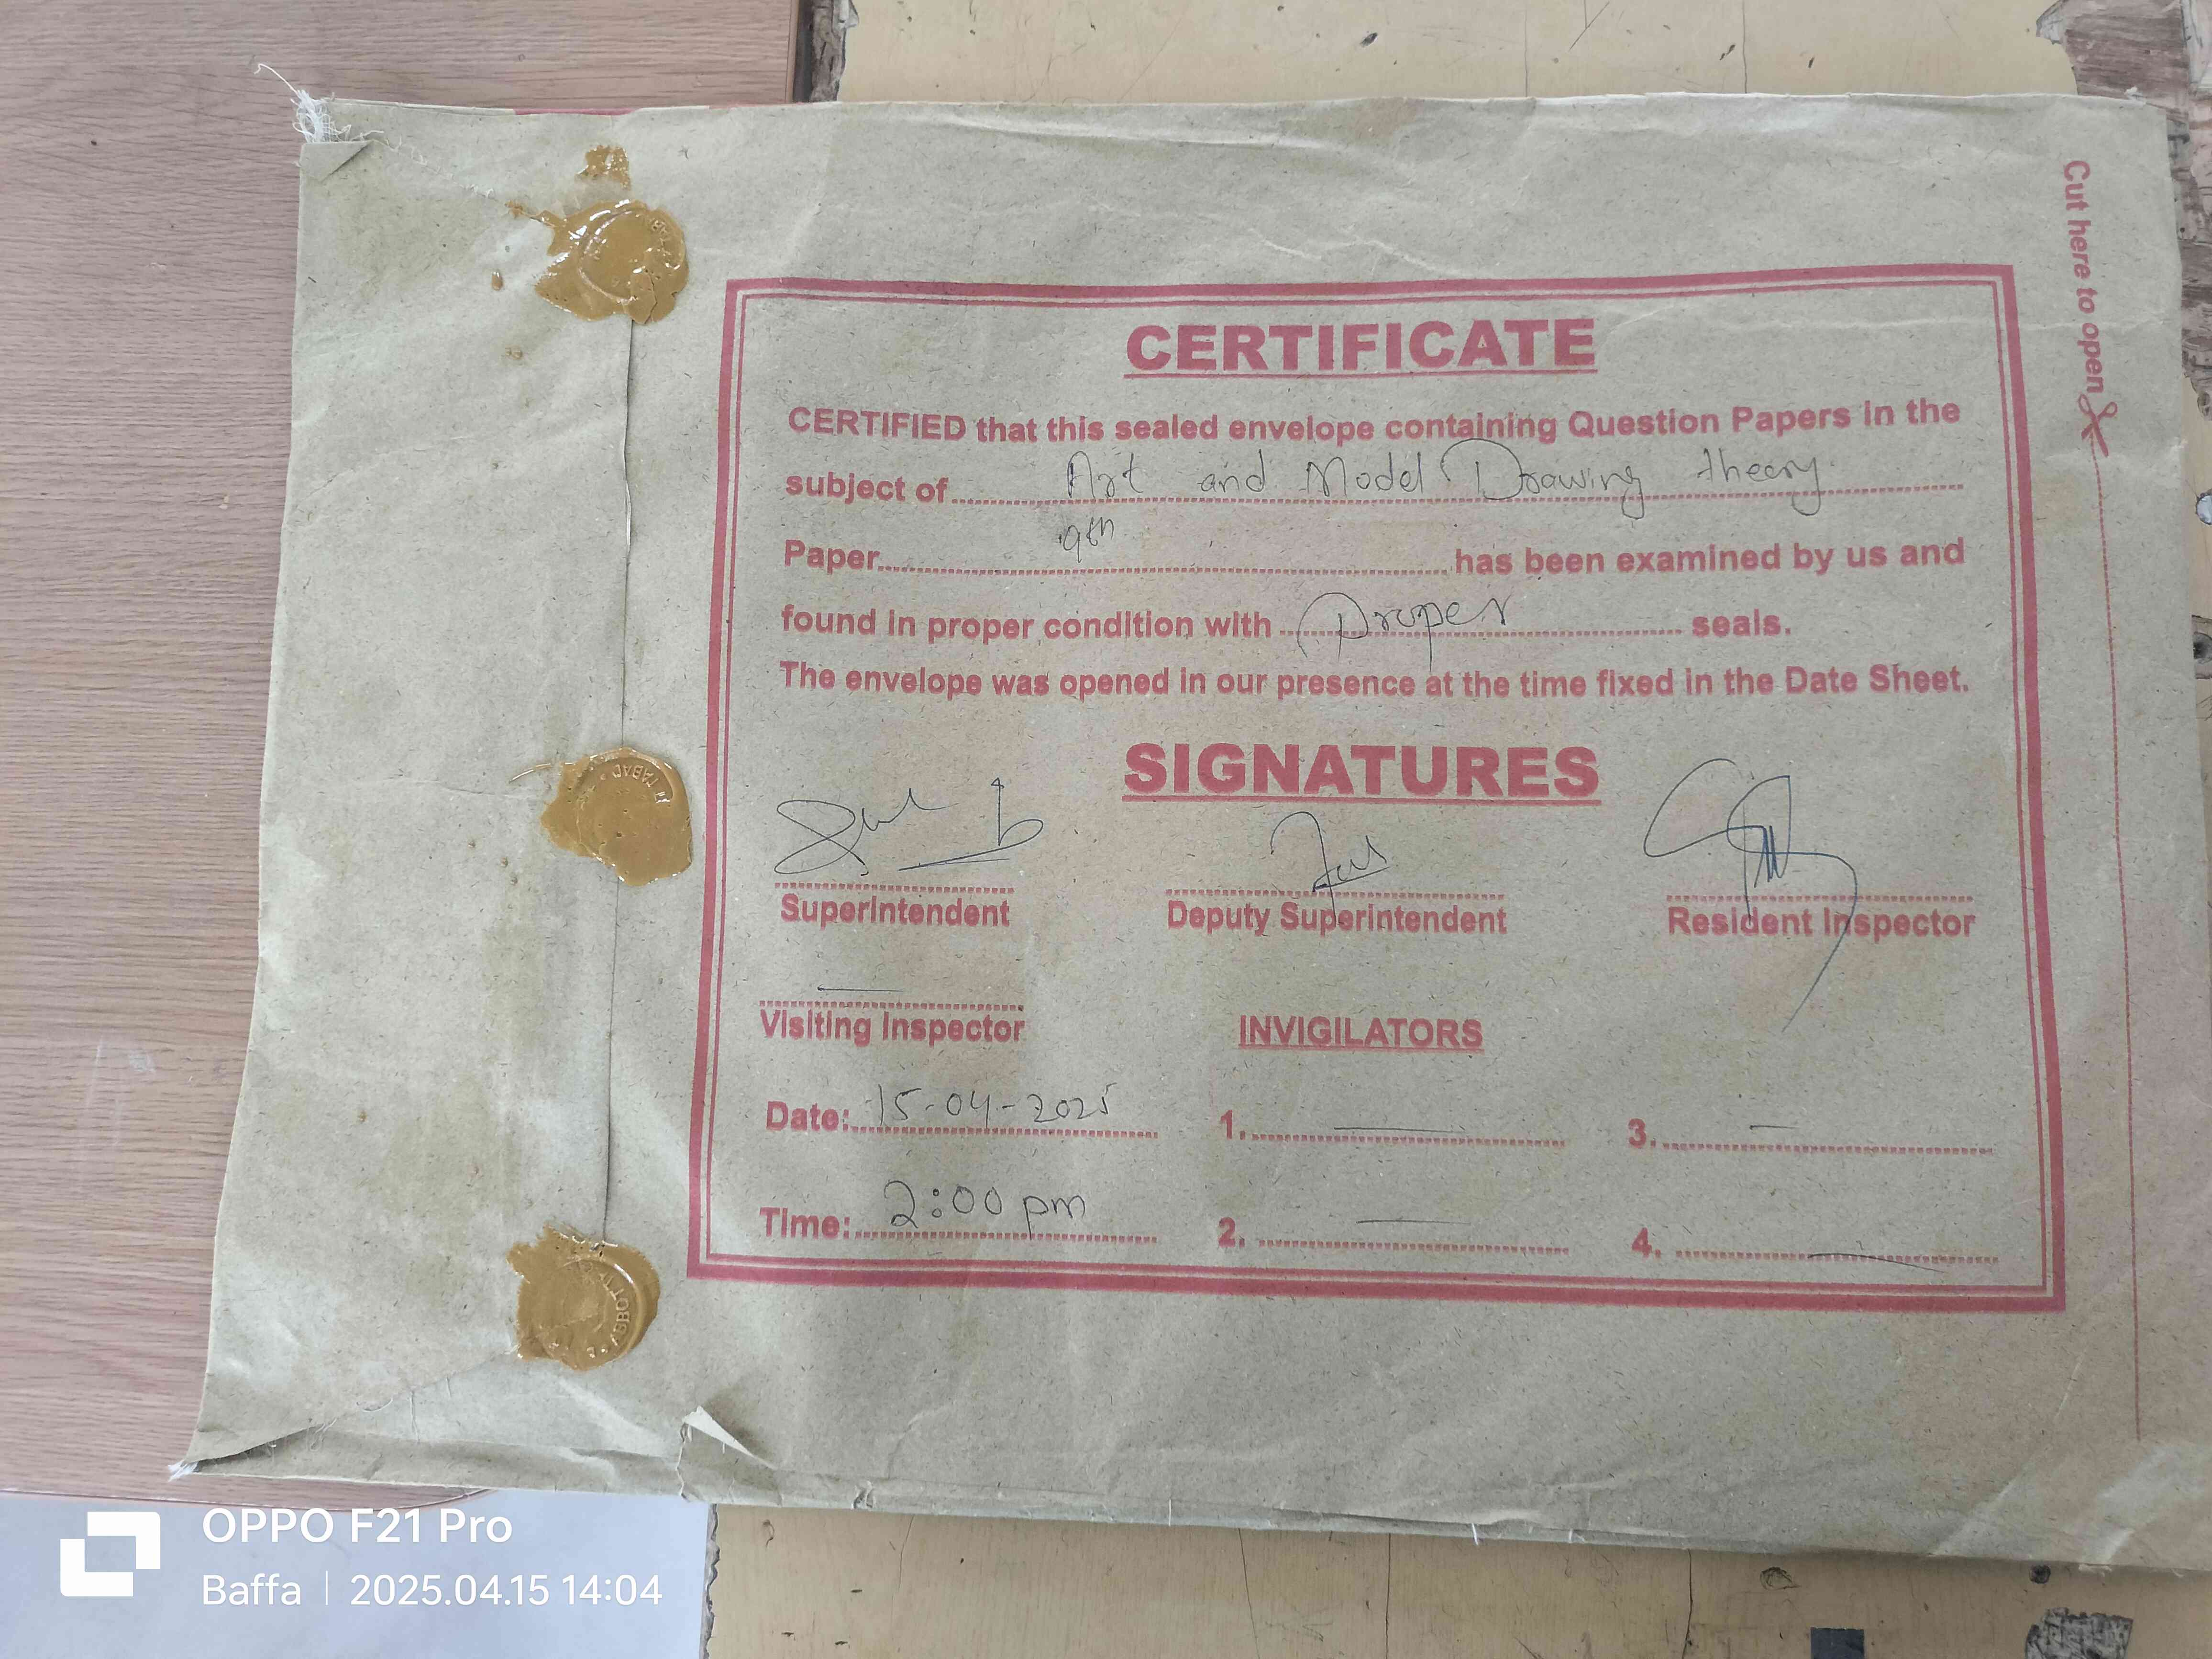 Cut here to open
CERTIFICATE
CERTIFIED that this sealed envelope containing Question Papers in the
subject of Art and Model Drawing theory.
Paper 9th has been examined by us and
found in proper condition with proper seals.
The envelope was opened in our presence at the time fixed in the Date Sheet.
SIGNATURES
Superintendent Deputy Superintendent Resident Inspector
Visiting Inspector INVIGILATORS
Date: 15-04-2025 1. 3.
Time: 2:00 pm 2. 4.
OPPO F21 Pro
Baffa | 2025.04.15 14:04